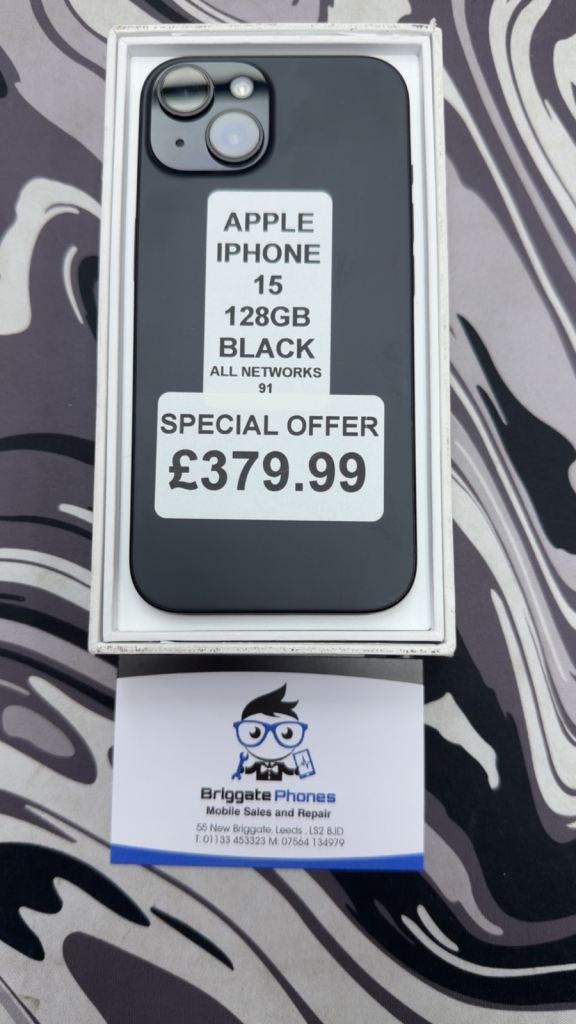 APPLE
IPHONE
15
128GB
BLACK
ALL NETWORKS
91
SPECIAL OFFER
£379.99
Briggate Phones
Mobile Sales and Repair
55 New Briggate, Leeds , LS2 8JD
T: 01133 453323 M: 07564 134979